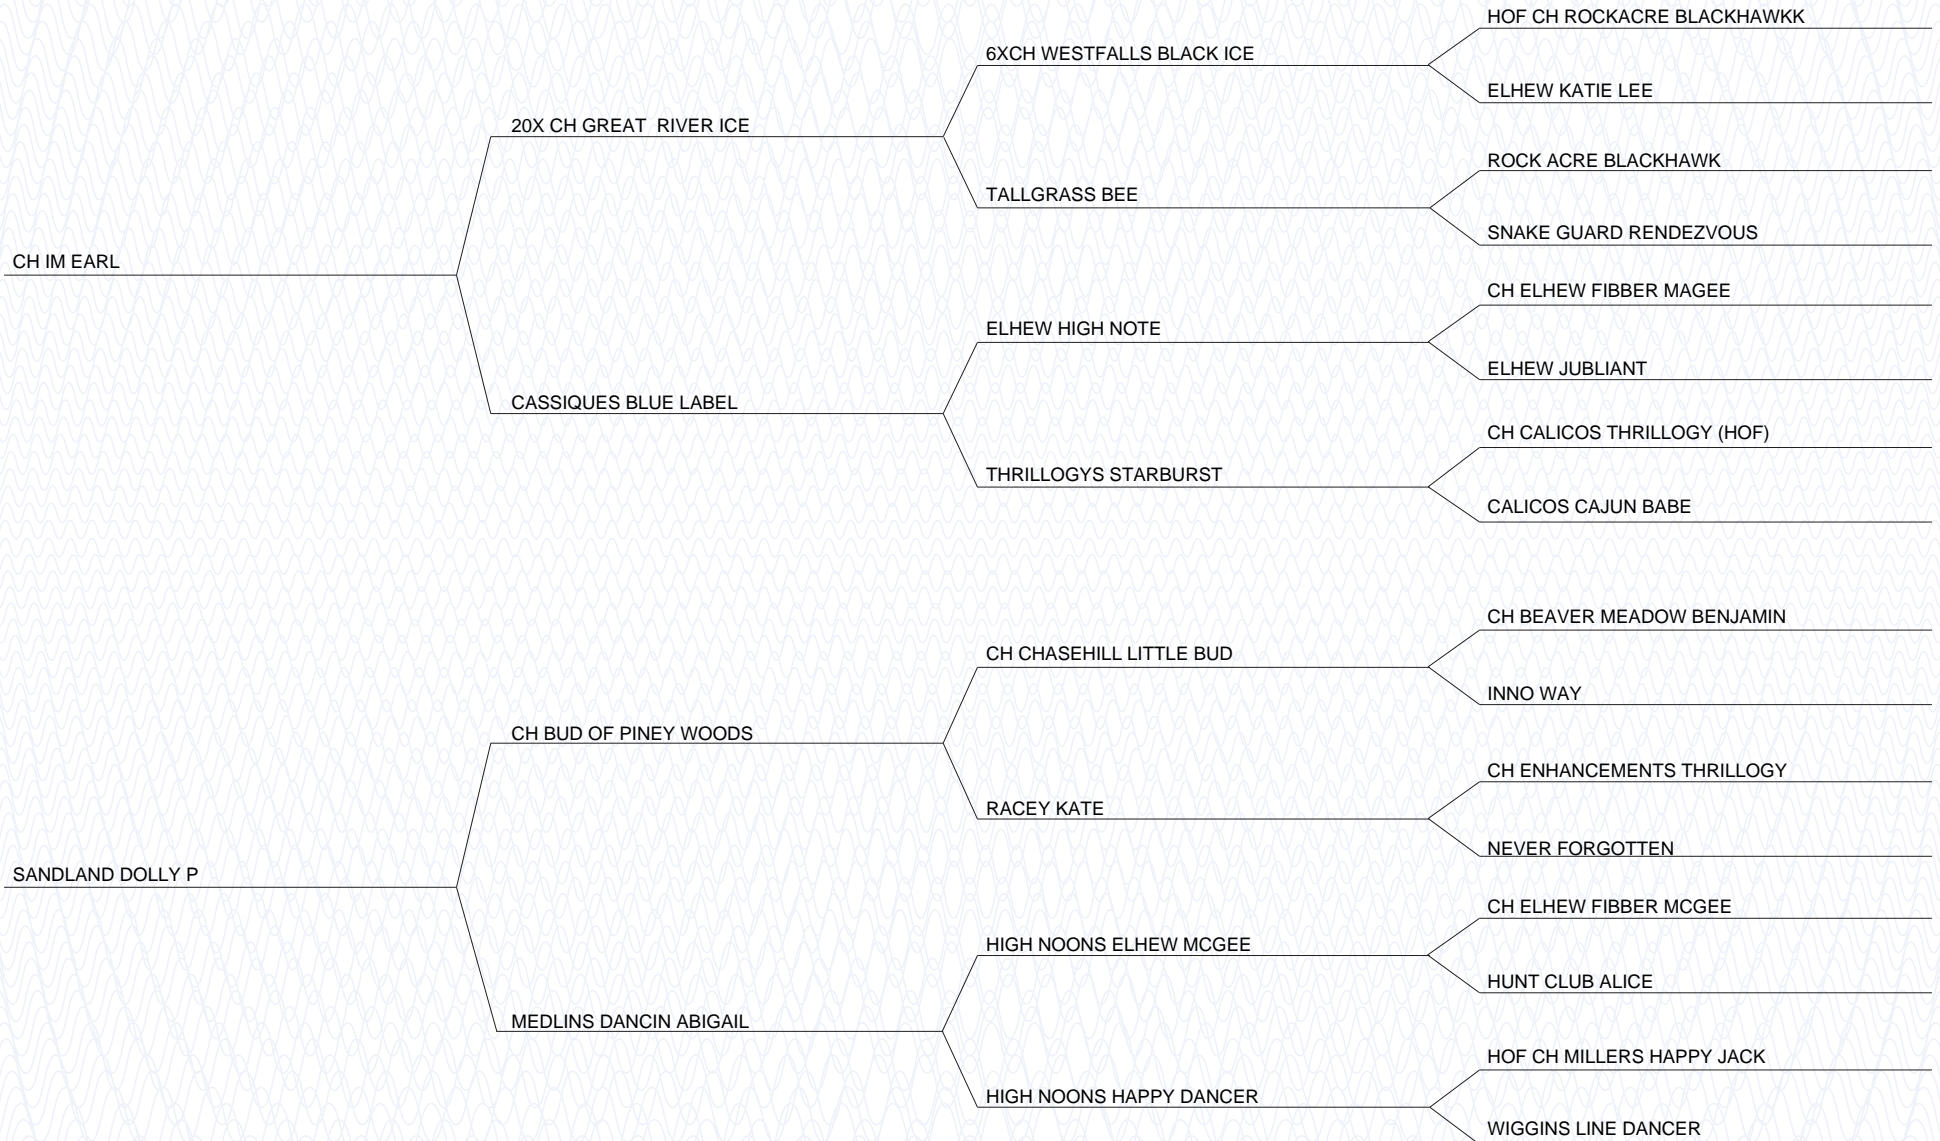 HOF CH ROCKACRE BLACKHAWKK
6XCH WESTFALLS BLACK ICE
ELHEW KATIE LEE
20X CH GREAT  RIVER ICE
ROCK ACRE BLACKHAWK
TALLGRASS BEE
SNAKE GUARD RENDEZVOUS
CH IM EARL
CH ELHEW FIBBER MAGEE
ELHEW HIGH NOTE
ELHEW JUBLIANT
CASSIQUES BLUE LABEL
CH CALICOS THRILLOGY (HOF)
THRILLOGYS STARBURST
CALICOS CAJUN BABE
CH BEAVER MEADOW BENJAMIN
CH CHASEHILL LITTLE BUD
INNO WAY
CH BUD OF PINEY WOODS
CH ENHANCEMENTS THRILLOGY
RACEY KATE
NEVER FORGOTTEN
SANDLAND DOLLY P
CH ELHEW FIBBER MCGEE
HIGH NOONS ELHEW MCGEE
HUNT CLUB ALICE
MEDLINS DANCIN ABIGAIL
HOF CH MILLERS HAPPY JACK
HIGH NOONS HAPPY DANCER
WIGGINS LINE DANCER